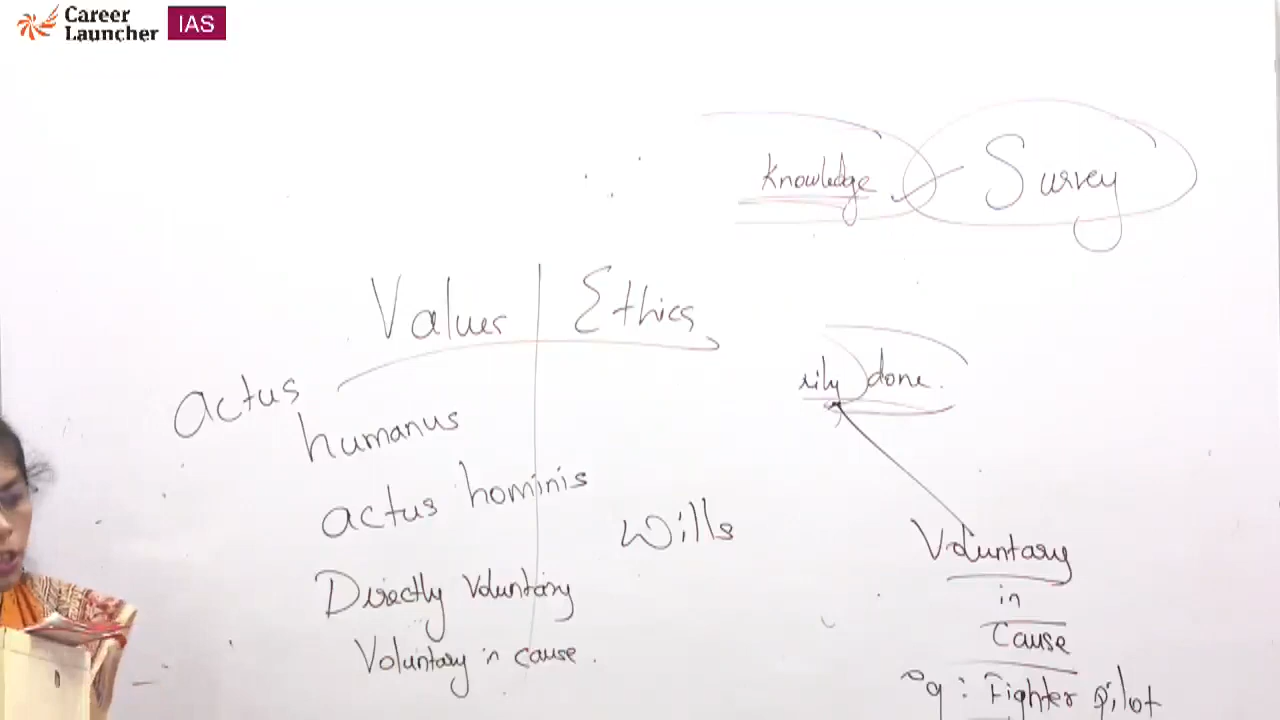 Career
Launcher
IAS
Knowledge Survey
Values Ethics
actus
humanus
rily done.
actus hominis
Wills
Directly Voluntary
Voluntary in cause.
Voluntary
in
Cause
eg: Fighter pilot